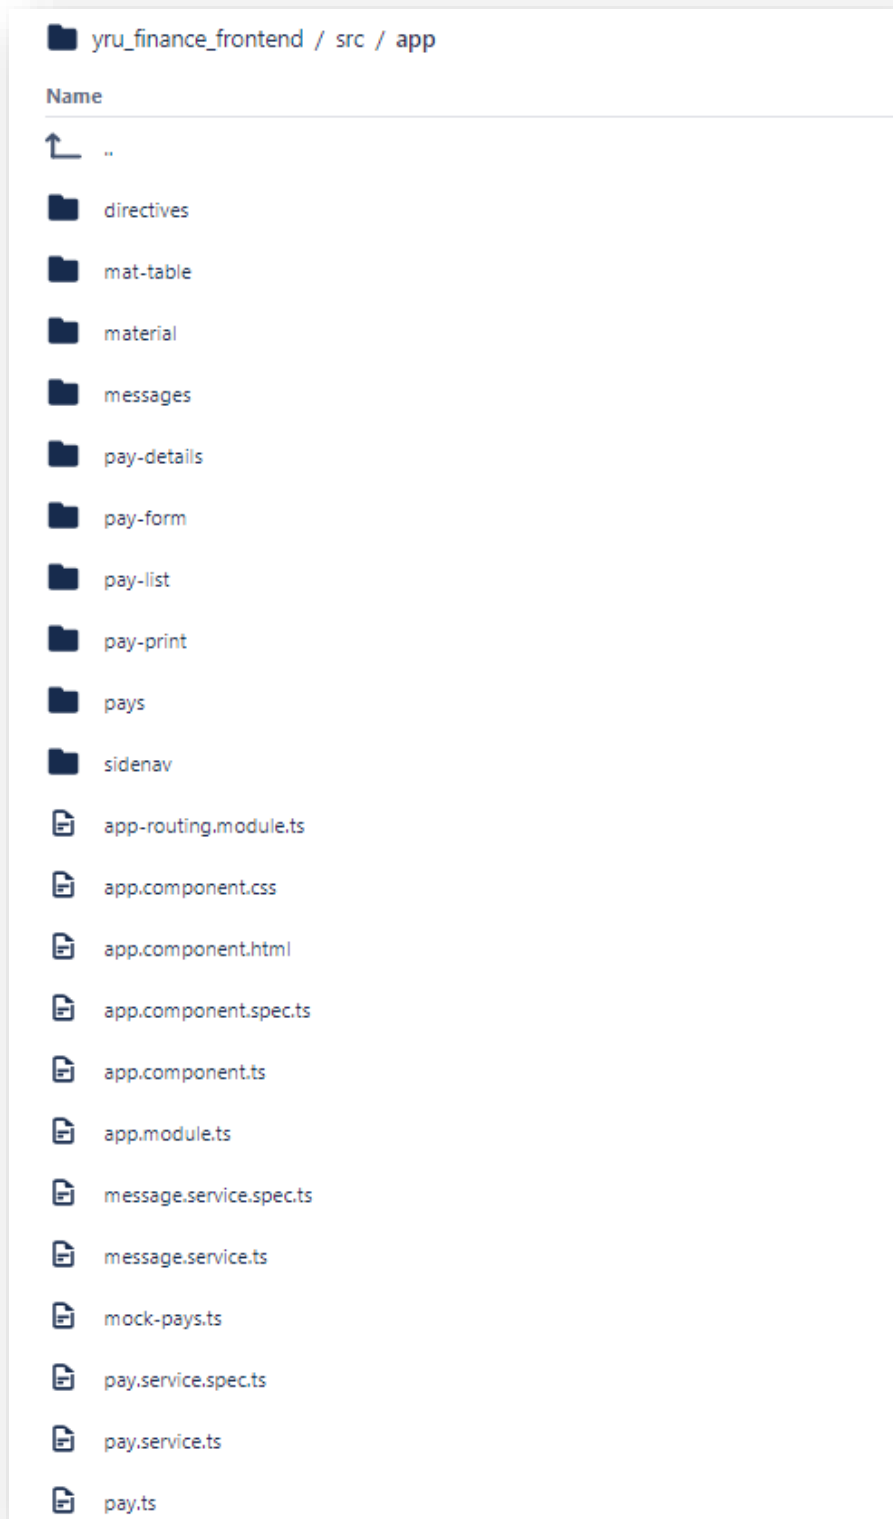 yru_finance_frontend / src / app
Name
..
directives
mat-table
material
messages
pay-details
pay-form
pay-list
pay-print
pays
sidenav
app-routing.module.ts
app.component.css
app.component.html
app.component.spec.ts
app.component.ts
app.module.ts
message.service.spec.ts
message.service.ts
mock-pays.ts
pay.service.spec.ts
pay.service.ts
pay.ts